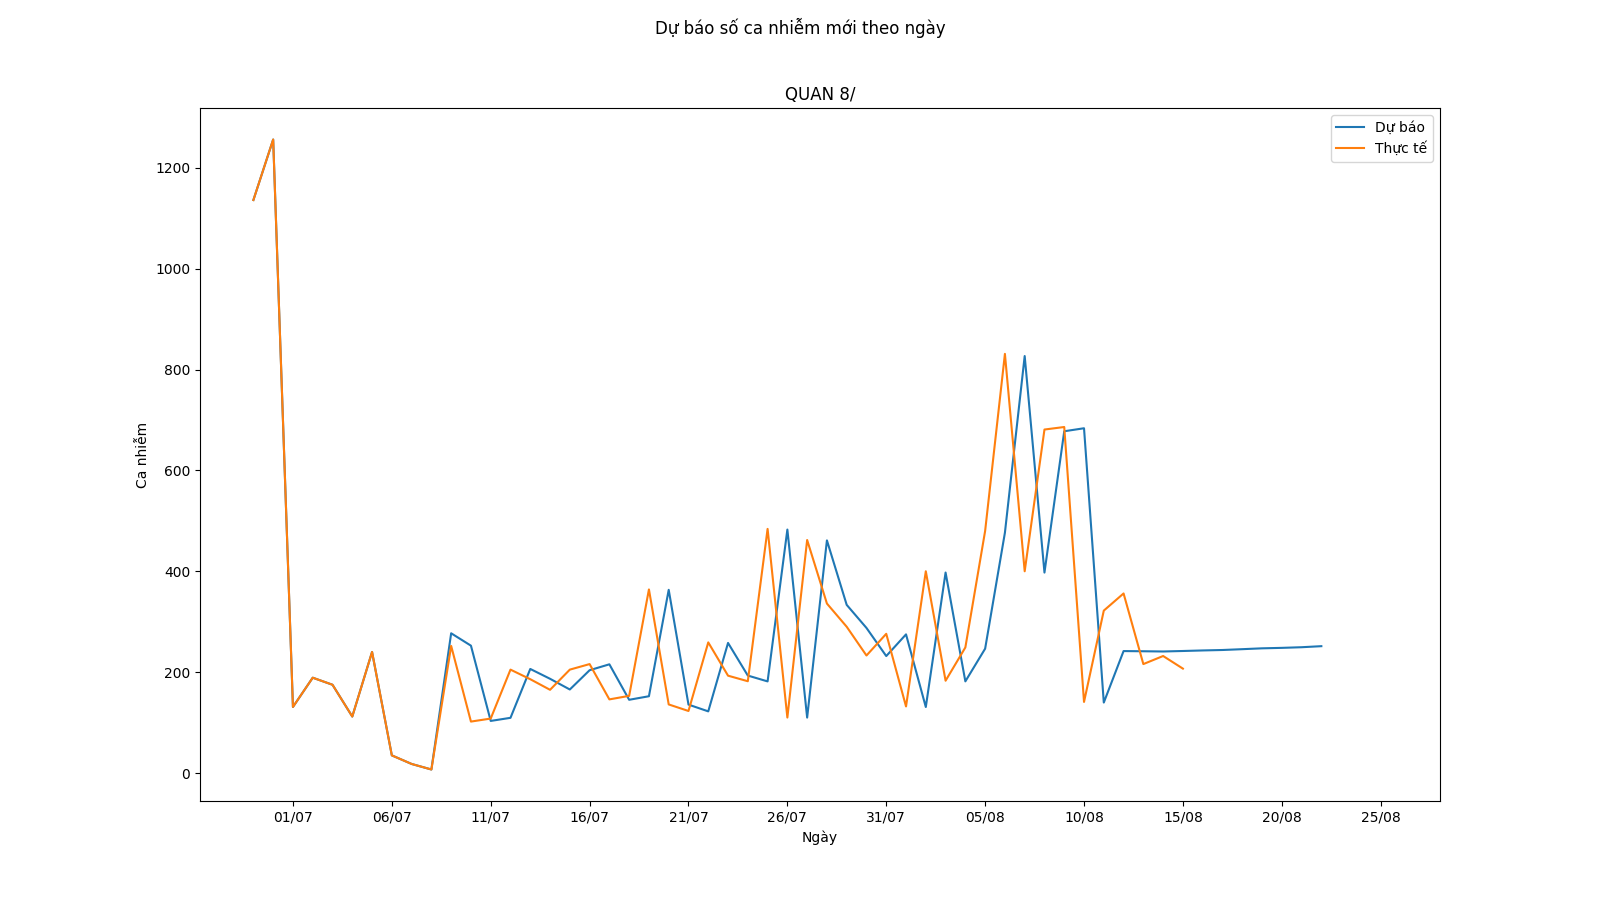 Dự báo số ca nhiễm mới theo ngày
QUAN 8/
Dự báo
Thực tế
1200
1000
800
600
400
200
0
Ca nhiễm
01/07 06/07 11/07 16/07 21/07 26/07 31/07 05/08 10/08 15/08 20/08 25/08
Ngày